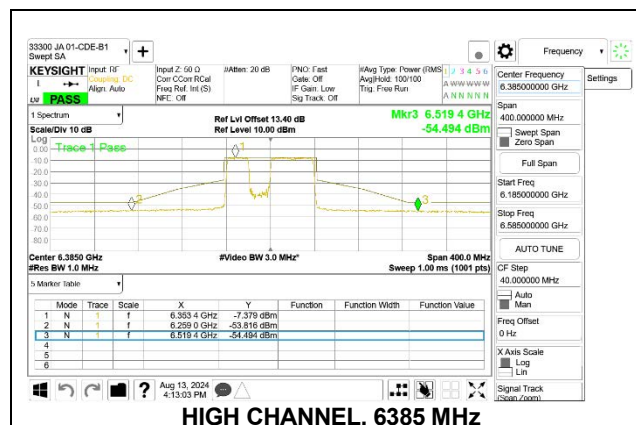 33300 JA 01-CDE-B1
Swept SA
Frequency
KEYSIGHT
Input: RF
Coupling: DC
Align: Auto
Input Z: 50 Ω
Corr CCorr RCal
Freq Ref: Int (S)
NFE: Off
#Atten: 20 dB
PNO: Fast
Gate: Off
IF Gain: Low
Sig Track: Off
#Avg Type: Power (RMS
Avg|Hold: 100/100
Trig: Free Run
1 2 3 4 5 6
A W W W W W
A N N N N N
PASS
1 Spectrum
Scale/Div 10 dB
Ref Lvl Offset 13.40 dB
Ref Level 10.00 dBm
Mkr3 6.519 4 GHz
-54.494 dBm
Log
Trace 1 Pass
0.00
10.0
20.0
30.0
40.0
50.0
60.0
70.0
80.0
1
2
3
Center 6.3850 GHz
#Res BW 1.0 MHz
#Video BW 3.0 MHz*
Span 400.0 MHz
Sweep 1.00 ms (1001 pts)
5 Marker Table
Mode Trace Scale X Y Function Function Width Function Value
1 N 1 f 6.353 4 GHz -7.379 dBm
2 N 1 f 6.259 0 GHz -53.816 dBm
3 N 1 f 6.519 4 GHz -54.494 dBm
4
5
6
Center Frequency
6.385000000 GHz
Settings
Span
400.000000 MHz
Swept Span
Zero Span
Full Span
Start Freq
6.185000000 GHz
Stop Freq
6.585000000 GHz
AUTO TUNE
CF Step
40.000000 MHz
Auto
Man
Freq Offset
0 Hz
X Axis Scale
Log
Lin
Signal Track
(Span Zoom)
?
Aug 13, 2024
4:13:03 PM
HIGH CHANNEL, 6385 MHz